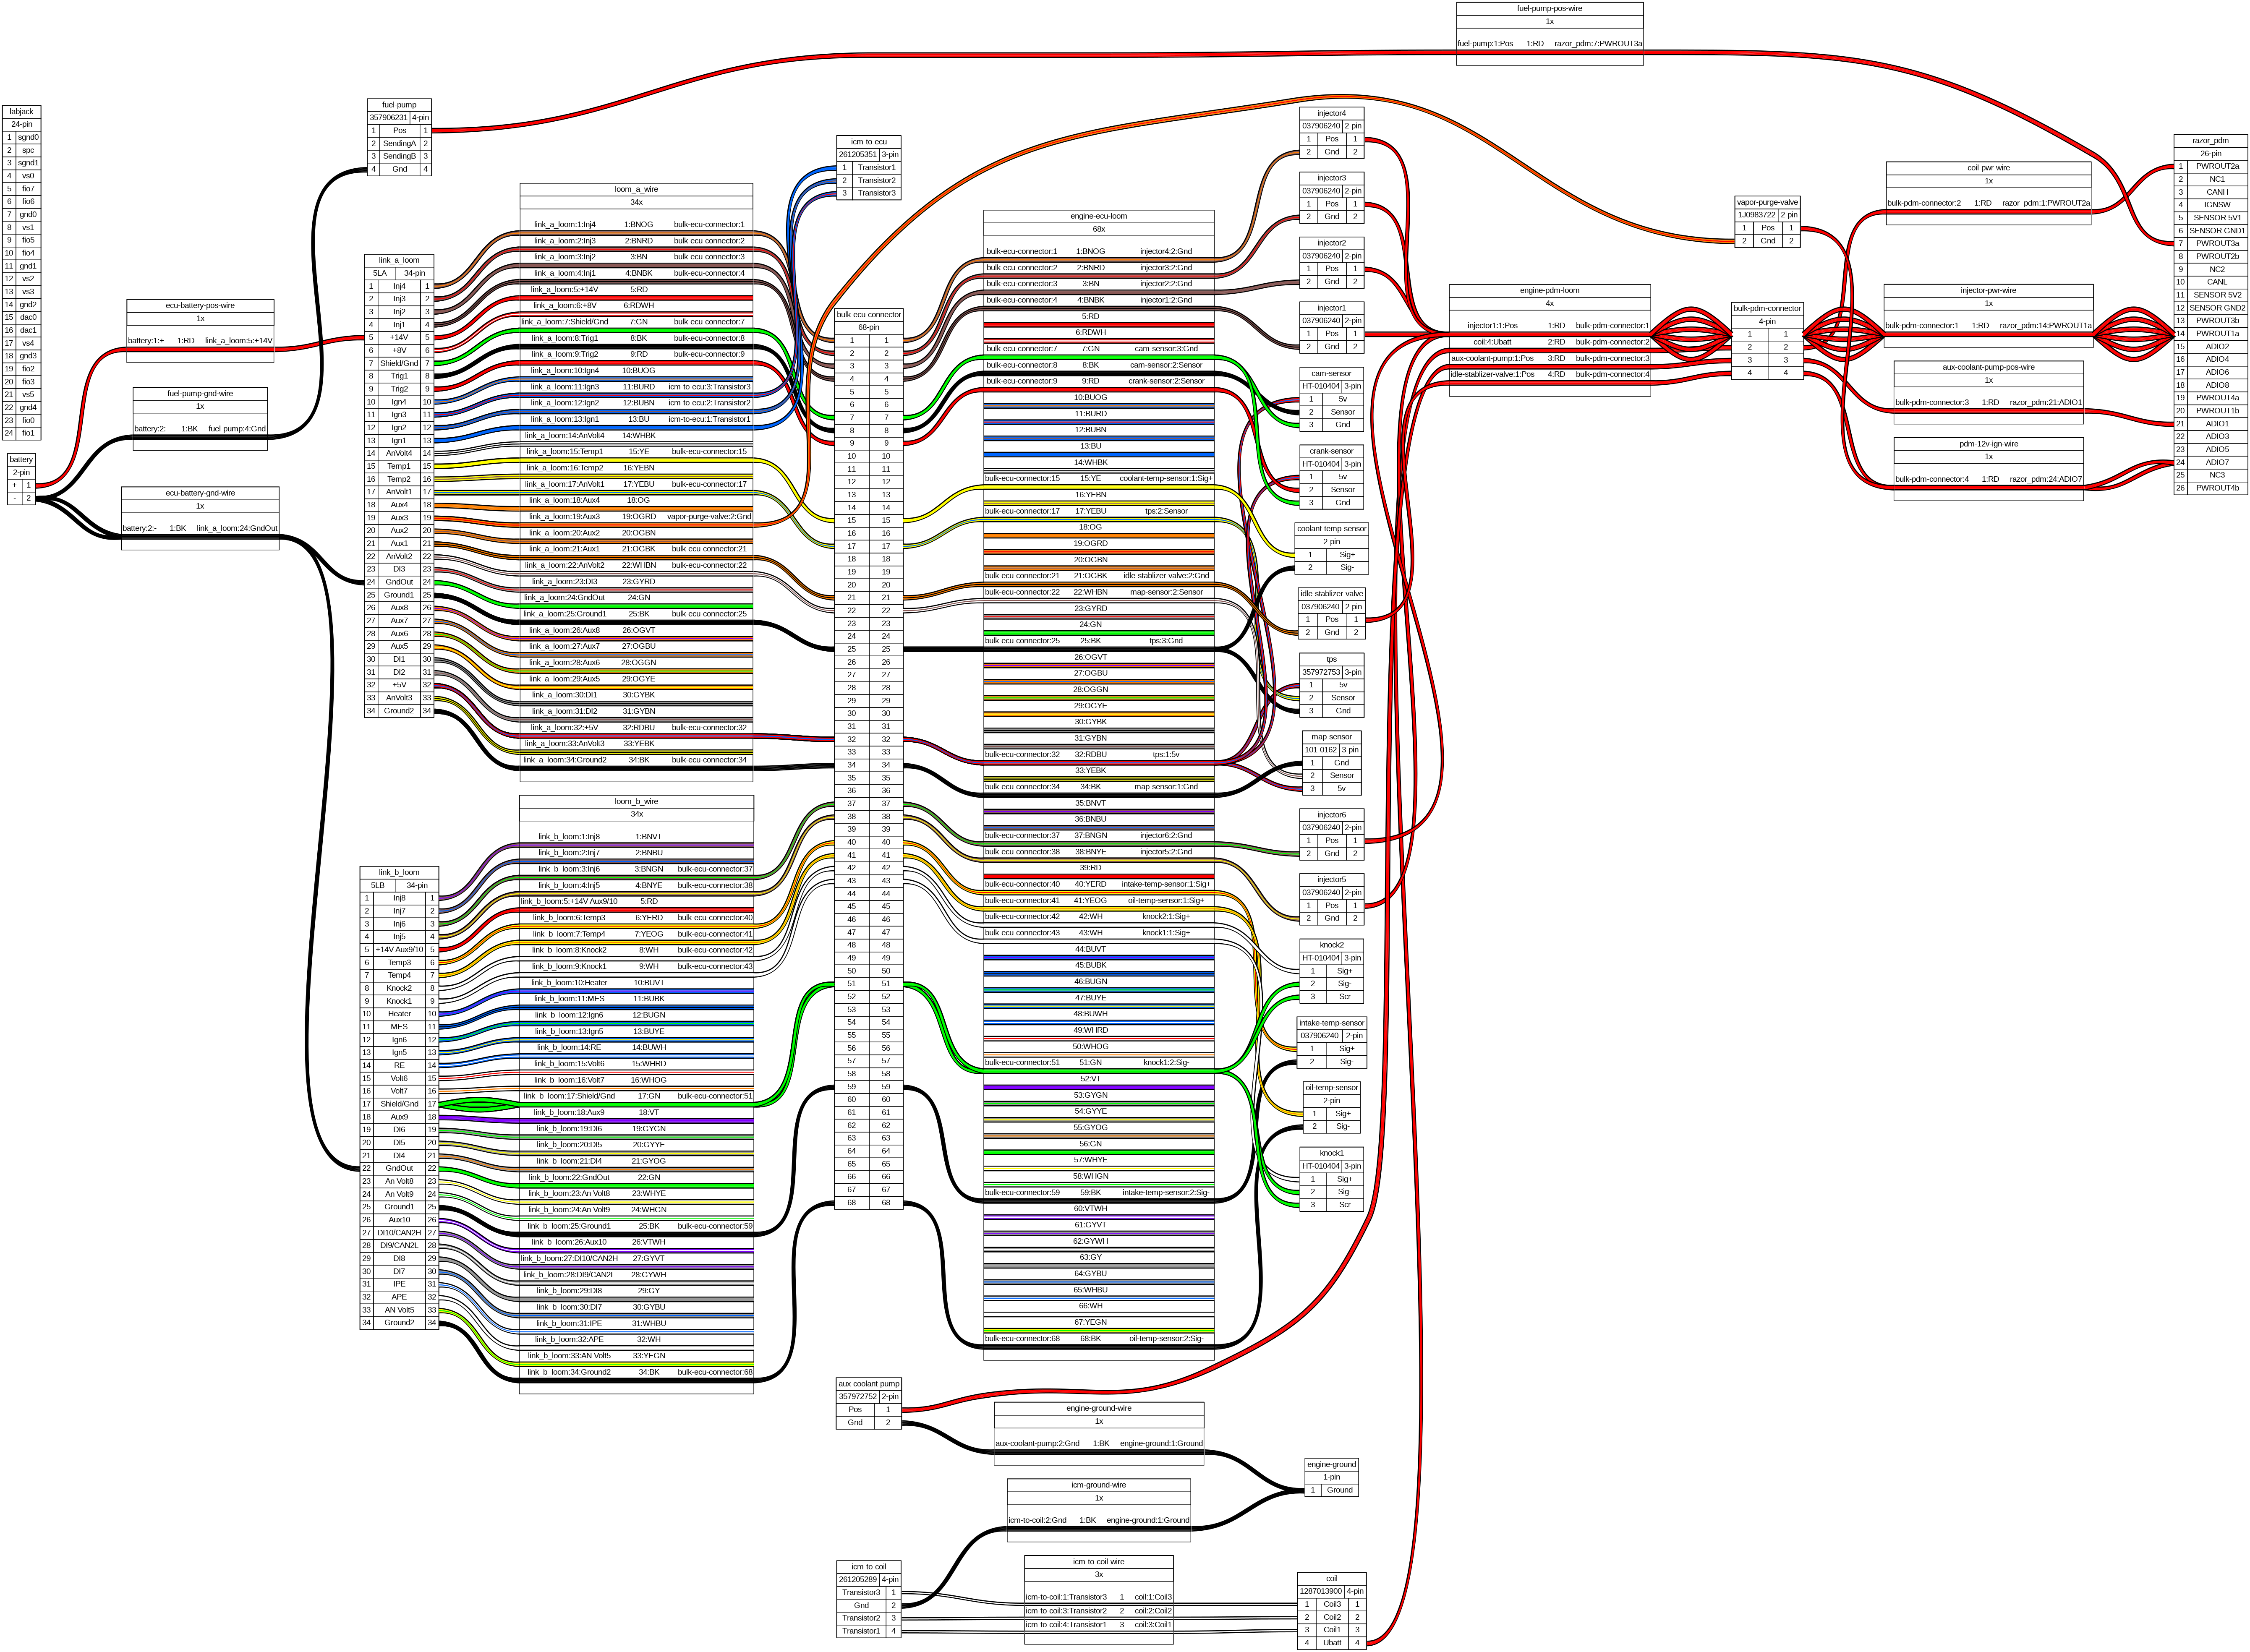 labjack
24-pin
1 sgnd0
2 spc
3 sgnd1
4 vs0
5 fio7
6 fio6
7 gnd0
8 vs1
9 fio5
10 fio4
11 gnd1
12 vs2
13 vs3
14 gnd2
15 dac0
16 dac1
17 vs4
18 gnd3
19 fio2
20 fio3
21 vs5
22 gnd4
23 fio0
24 fio1
battery
2-pin
+ 1
- 2
ecu-battery-pos-wire
1x
battery:1:+ 1:RD link_a_loom:5:+14V
fuel-pump-gnd-wire
1x
battery:2:- 1:BK fuel-pump:4:Gnd
ecu-battery-gnd-wire
1x
battery:2:- 1:BK link_a_loom:24:GndOut
fuel-pump
357906231 4-pin
1 Pos 1
2 SendingA 2
3 SendingB 3
4 Gnd 4
link_a_loom
5LA 34-pin
1 Inj4 1
2 Inj3 2
3 Inj2 3
4 Inj1 4
5 +14V 5
6 +8V 6
7 Shield/Gnd 7
8 Trig1 8
9 Trig2 9
10 Ign4 10
11 Ign3 11
12 Ign2 12
13 Ign1 13
14 AnVolt4 14
15 Temp1 15
16 Temp2 16
17 AnVolt1 17
18 Aux4 18
19 Aux3 19
20 Aux2 20
21 Aux1 21
22 AnVolt2 22
23 DI3 23
24 GndOut 24
25 Ground1 25
26 Aux8 26
27 Aux7 27
28 Aux6 28
29 Aux5 29
30 DI1 30
31 DI2 31
32 +5V 32
33 AnVolt3 33
34 Ground2 34
link_b_loom
5LB 34-pin
1 Inj8 1
2 Inj7 2
3 Inj6 3
4 Inj5 4
5 +14V Aux9/10 5
6 Temp3 6
7 Temp4 7
8 Knock2 8
9 Knock1 9
10 Heater 10
11 MES 11
12 Ign6 12
13 Ign5 13
14 RE 14
15 Volt6 15
16 Volt7 16
17 Shield/Gnd 17
18 Aux9 18
19 DI6 19
20 DI5 20
21 DI4 21
22 GndOut 22
23 An Volt8 23
24 An Volt9 24
25 Ground1 25
26 Aux10 26
27 DI10/CAN2H 27
28 DI9/CAN2L 28
29 DI8 29
30 DI7 30
31 IPE 31
32 APE 32
33 AN Volt5 33
34 Ground2 34
loom_a_wire
34x
link_a_loom:1:Inj4 1:BNOG bulk-ecu-connector:1
link_a_loom:2:Inj3 2:BNRD bulk-ecu-connector:2
link_a_loom:3:Inj2 3:BN bulk-ecu-connector:3
link_a_loom:4:Inj1 4:BNBK bulk-ecu-connector:4
link_a_loom:5:+14V 5:RD
link_a_loom:6:+8V 6:RDWH
link_a_loom:7:Shield/Gnd 7:GN bulk-ecu-connector:7
link_a_loom:8:Trig1 8:BK bulk-ecu-connector:8
link_a_loom:9:Trig2 9:RD bulk-ecu-connector:9
link_a_loom:10:Ign4 10:BUOG
link_a_loom:11:Ign3 11:BURD icm-to-ecu:3:Transistor3
link_a_loom:12:Ign2 12:BUBN icm-to-ecu:2:Transistor2
link_a_loom:13:Ign1 13:BU icm-to-ecu:1:Transistor1
link_a_loom:14:AnVolt4 14:WHBK
link_a_loom:15:Temp1 15:YE bulk-ecu-connector:15
link_a_loom:16:Temp2 16:YEBN
link_a_loom:17:AnVolt1 17:YEBU bulk-ecu-connector:17
link_a_loom:18:Aux4 18:OG
link_a_loom:19:Aux3 19:OGRD vapor-purge-valve:2:Gnd
link_a_loom:20:Aux2 20:OGBN
link_a_loom:21:Aux1 21:OGBK bulk-ecu-connector:21
link_a_loom:22:AnVolt2 22:WHBN bulk-ecu-connector:22
link_a_loom:23:DI3 23:GYRD
link_a_loom:24:GndOut 24:GN
link_a_loom:25:Ground1 25:BK bulk-ecu-connector:25
link_a_loom:26:Aux8 26:OGVT
link_a_loom:27:Aux7 27:OGBU
link_a_loom:28:Aux6 28:OGGN
link_a_loom:29:Aux5 29:OGYE
link_a_loom:30:DI1 30:GYBK
link_a_loom:31:DI2 31:GYBN
link_a_loom:32:+5V 32:RDBU bulk-ecu-connector:32
link_a_loom:33:AnVolt3 33:YEBK
link_a_loom:34:Ground2 34:BK bulk-ecu-connector:34
loom_b_wire
34x
link_b_loom:1:Inj8 1:BNVT
link_b_loom:2:Inj7 2:BNBU
link_b_loom:3:Inj6 3:BNGN bulk-ecu-connector:37
link_b_loom:4:Inj5 4:BNYE bulk-ecu-connector:38
link_b_loom:5:+14V Aux9/10 5:RD
link_b_loom:6:Temp3 6:YERD bulk-ecu-connector:40
link_b_loom:7:Temp4 7:YEOG bulk-ecu-connector:41
link_b_loom:8:Knock2 8:WH bulk-ecu-connector:42
link_b_loom:9:Knock1 9:WH bulk-ecu-connector:43
link_b_loom:10:Heater 10:BUVT
link_b_loom:11:MES 11:BUBK
link_b_loom:12:Ign6 12:BUGN
link_b_loom:13:Ign5 13:BUYE
link_b_loom:14:RE 14:BUWH
link_b_loom:15:Volt6 15:WHRD
link_b_loom:16:Volt7 16:WHOG
link_b_loom:17:Shield/Gnd 17:GN bulk-ecu-connector:51
link_b_loom:18:Aux9 18:VT
link_b_loom:19:DI6 19:GYGN
link_b_loom:20:DI5 20:GYYE
link_b_loom:21:DI4 21:GYOG
link_b_loom:22:GndOut 22:GN
link_b_loom:23:An Volt8 23:WHYE
link_b_loom:24:An Volt9 24:WHGN
link_b_loom:25:Ground1 25:BK bulk-ecu-connector:59
link_b_loom:26:Aux10 26:VTWH
link_b_loom:27:DI10/CAN2H 27:GYVT
link_b_loom:28:DI9/CAN2L 28:GYWH
link_b_loom:29:DI8 29:GY
link_b_loom:30:DI7 30:GYBU
link_b_loom:31:IPE 31:WHBU
link_b_loom:32:APE 32:WH
link_b_loom:33:AN Volt5 33:YEGN
link_b_loom:34:Ground2 34:BK bulk-ecu-connector:68
icm-to-ecu
261205351 3-pin
1 Transistor1
2 Transistor2
3 Transistor3
bulk-ecu-connector
68-pin
1 1
2 2
3 3
4 4
5 5
6 6
7 7
8 8
9 9
10 10
11 11
12 12
13 13
14 14
15 15
16 16
17 17
18 18
19 19
20 20
21 21
22 22
23 23
24 24
25 25
26 26
27 27
28 28
29 29
30 30
31 31
32 32
33 33
34 34
35 35
36 36
37 37
38 38
39 39
40 40
41 41
42 42
43 43
44 44
45 45
46 46
47 47
48 48
49 49
50 50
51 51
52 52
53 53
54 54
55 55
56 56
57 57
58 58
59 59
60 60
61 61
62 62
63 63
64 64
65 65
66 66
67 67
68 68
aux-coolant-pump
357972752 2-pin
Pos 1
Gnd 2
icm-to-coil
261205289 4-pin
Transistor3 1
Gnd 2
Transistor2 3
Transistor1 4
engine-ecu-loom
68x
bulk-ecu-connector:1 1:BNOG injector4:2:Gnd
bulk-ecu-connector:2 2:BNRD injector3:2:Gnd
bulk-ecu-connector:3 3:BN injector2:2:Gnd
bulk-ecu-connector:4 4:BNBK injector1:2:Gnd
5:RD
6:RDWH
bulk-ecu-connector:7 7:GN cam-sensor:3:Gnd
bulk-ecu-connector:8 8:BK cam-sensor:2:Sensor
bulk-ecu-connector:9 9:RD crank-sensor:2:Sensor
10:BUOG
11:BURD
12:BUBN
13:BU
14:WHBK
bulk-ecu-connector:15 15:YE coolant-temp-sensor:1:Sig+
16:YEBN
bulk-ecu-connector:17 17:YEBU tps:2:Sensor
18:OG
19:OGRD
20:OGBN
bulk-ecu-connector:21 21:OGBK idle-stablizer-valve:2:Gnd
bulk-ecu-connector:22 22:WHBN map-sensor:2:Sensor
23:GYRD
24:GN
bulk-ecu-connector:25 25:BK tps:3:Gnd
26:OGVT
27:OGBU
28:OGGN
29:OGYE
30:GYBK
31:GYBN
bulk-ecu-connector:32 32:RDBU tps:1:5v
33:YEBK
bulk-ecu-connector:34 34:BK map-sensor:1:Gnd
35:BNVT
36:BNBU
bulk-ecu-connector:37 37:BNGN injector6:2:Gnd
bulk-ecu-connector:38 38:BNYE injector5:2:Gnd
39:RD
bulk-ecu-connector:40 40:YERD intake-temp-sensor:1:Sig+
bulk-ecu-connector:41 41:YEOG oil-temp-sensor:1:Sig+
bulk-ecu-connector:42 42:WH knock2:1:Sig+
bulk-ecu-connector:43 43:WH knock1:1:Sig+
44:BUVT
45:BUBK
46:BUGN
47:BUYE
48:BUWH
49:WHRD
50:WHOG
bulk-ecu-connector:51 51:GN knock1:2:Sig-
52:VT
53:GYGN
54:GYYE
55:GYOG
56:GN
57:WHYE
58:WHGN
bulk-ecu-connector:59 59:BK intake-temp-sensor:2:Sig-
60:VTWH
61:GYVT
62:GYWH
63:GY
64:GYBU
65:WHBU
66:WH
67:YEGN
bulk-ecu-connector:68 68:BK oil-temp-sensor:2:Sig-
engine-ground-wire
1x
aux-coolant-pump:2:Gnd 1:BK engine-ground:1:Ground
icm-ground-wire
1x
icm-to-coil:2:Gnd 1:BK engine-ground:1:Ground
icm-to-coil-wire
3x
icm-to-coil:1:Transistor3 1 coil:1:Coil3
icm-to-coil:3:Transistor2 2 coil:2:Coil2
icm-to-coil:4:Transistor1 3 coil:3:Coil1
injector4
037906240 2-pin
1 Pos 1
2 Gnd 2
injector3
037906240 2-pin
1 Pos 1
2 Gnd 2
injector2
037906240 2-pin
1 Pos 1
2 Gnd 2
injector1
037906240 2-pin
1 Pos 1
2 Gnd 2
cam-sensor
HT-010404 3-pin
1 5v
2 Sensor
3 Gnd
crank-sensor
HT-010404 3-pin
1 5v
2 Sensor
3 Gnd
coolant-temp-sensor
2-pin
1 Sig+
2 Sig-
idle-stablizer-valve
037906240 2-pin
1 Pos 1
2 Gnd 2
tps
357972753 3-pin
1 5v
2 Sensor
3 Gnd
map-sensor
101-0162 3-pin
1 Gnd
2 Sensor
3 5v
injector6
037906240 2-pin
1 Pos 1
2 Gnd 2
injector5
037906240 2-pin
1 Pos 1
2 Gnd 2
knock2
HT-010404 3-pin
1 Sig+
2 Sig-
3 Scr
intake-temp-sensor
037906240 2-pin
1 Sig+
2 Sig-
oil-temp-sensor
2-pin
1 Sig+
2 Sig-
knock1
HT-010404 3-pin
1 Sig+
2 Sig-
3 Scr
engine-ground
1-pin
1 Ground
coil
1287013900 4-pin
1 Coil3 1
2 Coil2 2
3 Coil1 3
4 Ubatt 4
fuel-pump-pos-wire
1x
fuel-pump:1:Pos 1:RD razor_pdm:7:PWROUT3a
engine-pdm-loom
4x
injector1:1:Pos 1:RD bulk-pdm-connector:1
coil:4:Ubatt 2:RD bulk-pdm-connector:2
aux-coolant-pump:1:Pos 3:RD bulk-pdm-connector:3
idle-stablizer-valve:1:Pos 4:RD bulk-pdm-connector:4
vapor-purge-valve
1J0983722 2-pin
1 Pos 1
2 Gnd 2
bulk-pdm-connector
4-pin
1 1
2 2
3 3
4 4
coil-pwr-wire
1x
bulk-pdm-connector:2 1:RD razor_pdm:1:PWROUT2a
injector-pwr-wire
1x
bulk-pdm-connector:1 1:RD razor_pdm:14:PWROUT1a
aux-coolant-pump-pos-wire
1x
bulk-pdm-connector:3 1:RD razor_pdm:21:ADIO1
pdm-12v-ign-wire
1x
bulk-pdm-connector:4 1:RD razor_pdm:24:ADIO7
razor_pdm
26-pin
1 PWROUT2a
2 NC1
3 CANH
4 IGNSW
5 SENSOR 5V1
6 SENSOR GND1
7 PWROUT3a
8 PWROUT2b
9 NC2
10 CANL
11 SENSOR 5V2
12 SENSOR GND2
13 PWROUT3b
14 PWROUT1a
15 ADIO2
16 ADIO4
17 ADIO6
18 ADIO8
19 PWROUT4a
20 PWROUT1b
21 ADIO1
22 ADIO3
23 ADIO5
24 ADIO7
25 NC3
26 PWROUT4b